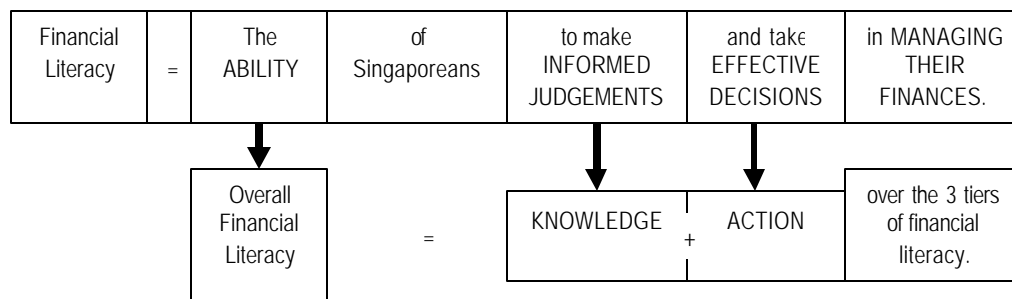 Financial
Literacy
=
The
ABILITY
of
Singaporeans
to make
INFORMED
JUDGEMENTS
and take
EFFECTIVE
DECISIONS
in MANAGING
THEIR
FINANCES.
Overall
Financial
Literacy
=
KNOWLEDGE
+
ACTION
over the 3 tiers
of financial
literacy.